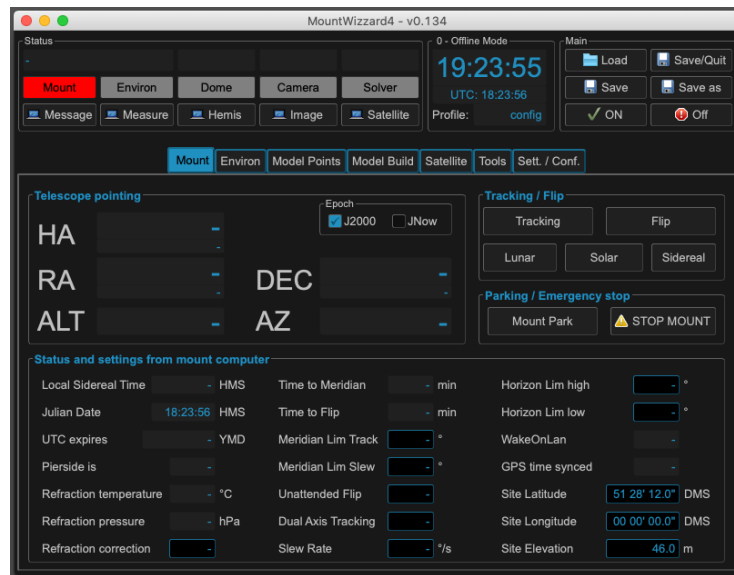 MountWizzard4 - v0.134
Status
0 - Offline Mode
Main
-
19:23:55
UTC: 18:23:56
Load
Save/Quit
Mount
Environ
Dome
Camera
Solver
Save
Save as
Message
Measure
Hemis
Image
Satellite
Profile:
config
ON
Off
Mount
Environ
Model Points
Model Build
Satellite
Tools
Sett. / Conf.
Telescope pointing
Epoch
J2000
JNow
HA
-
-
RA
-
-
DEC
-
-
ALT
-
AZ
-
Tracking / Flip
Tracking
Flip
Lunar
Solar
Sidereal
Parking / Emergency stop
Mount Park
STOP MOUNT
Status and settings from mount computer
Local Sidereal Time - HMS
Time to Meridian - min
Horizon Lim high - °
Julian Date 18:23:56 HMS
Time to Flip - min
Horizon Lim low - °
UTC expires - YMD
Meridian Lim Track - °
WakeOnLan -
Pierside is -
Meridian Lim Slew - °
GPS time synced -
Refraction temperature - °C
Unattended Flip -
Site Latitude 51 28' 12.0" DMS
Refraction pressure - hPa
Dual Axis Tracking -
Site Longitude 00 00' 00.0" DMS
Refraction correction -
Slew Rate - °/s
Site Elevation 46.0 m